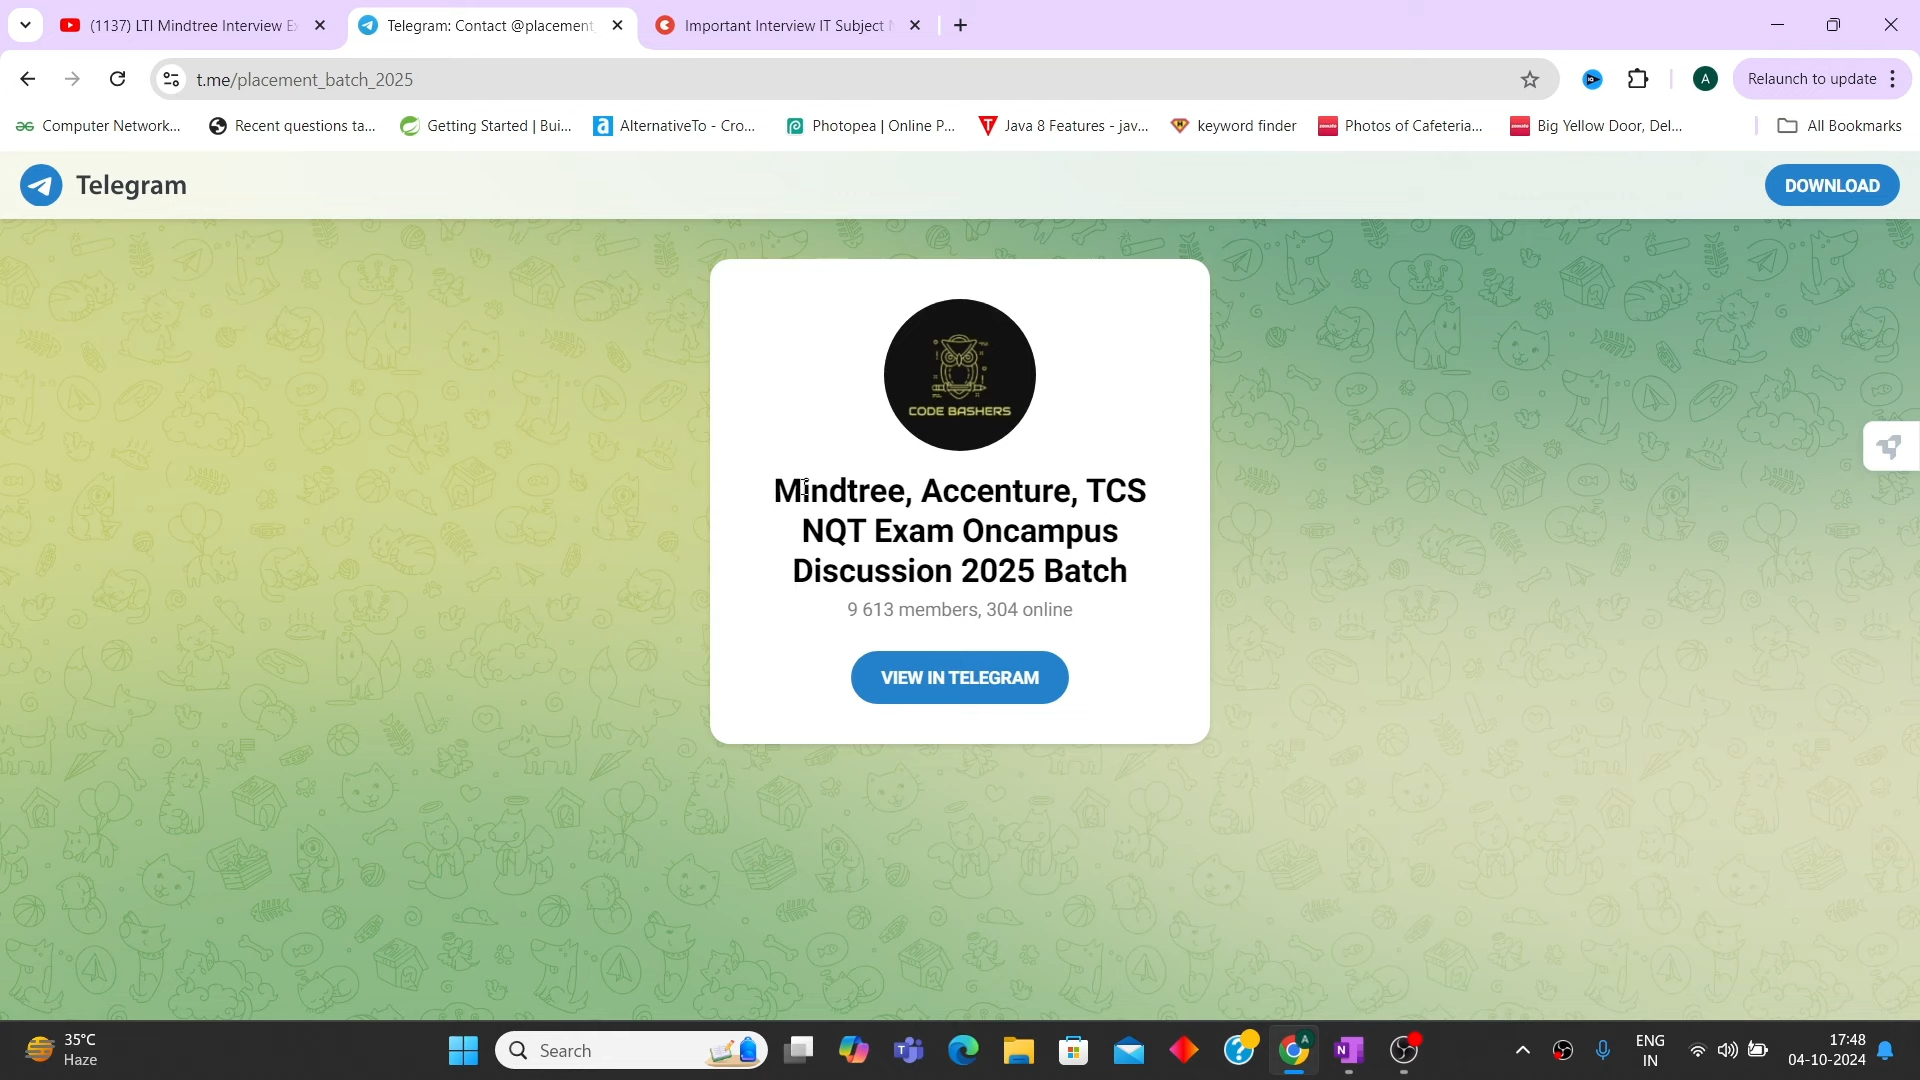 (1137) LTI Mindtree Interview Ex
Telegram: Contact @placement_
Important Interview IT Subject N
t.me/placement_batch_2025
Relaunch to update
A
Computer Network...
Recent questions ta...
Getting Started | Bui...
AlternativeTo - Cro...
Photopea | Online P...
Java 8 Features - jav...
keyword finder
Photos of Cafeteria...
Big Yellow Door, Del...
All Bookmarks
Telegram
DOWNLOAD
CODE BASHERS
Mindtree, Accenture, TCS
NQT Exam Oncampus
Discussion 2025 Batch
9 613 members, 304 online
VIEW IN TELEGRAM
35°C
Haze
Search
ENG
IN
17:48
04-10-2024